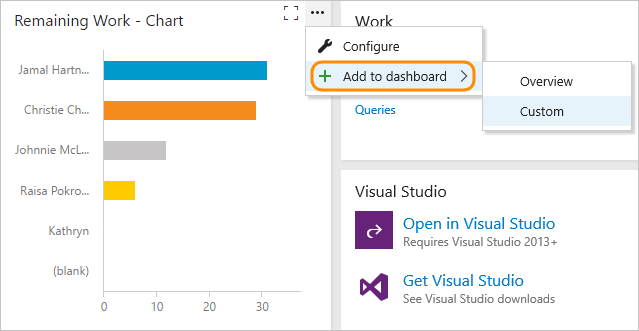 Remaining Work - Chart
...
Jamal Hartn...
Christie Ch...
Johnnie McL...
Raisa Pokro...
Kathryn
(blank)
0 10 20 30
Work
Configure
Add to dashboard
Overview
Custom
Queries
Visual Studio
Open in Visual Studio
Requires Visual Studio 2013+
Get Visual Studio
See Visual Studio downloads